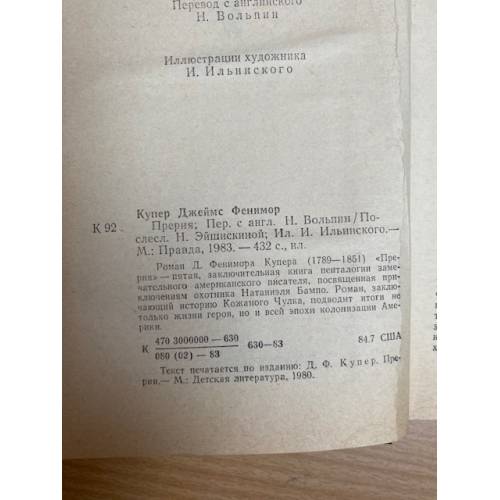 Перевод с английского
Н. Вольпин
Иллюстрации художника
И. Ильинского
Купер Джеймс Фенимор
К 92 Прерия; Пер. с англ. Н. Вольпин/По-
слесл. Н. Эйшискиной; Ил. И. Ильинского.—
М.: Правда, 1983.— 432 с., ил.
Роман Д. Фенимора Купера (1789—1851) «Пре-
рия» — пятая, заключительная книга пенталогии заме-
чательного американского писателя, посвященная при-
ключениям охотника Натаниэля Бампо. Роман, заклю-
чающий историю Кожаного Чулка, подводит итоги не
только жизни героя, но и всей эпохи колонизации Аме-
рики.
К 470 3000000 — 630
080 (02) — 83
630—83
84.7 США
Текст печатается по изданию: Д. Ф. Купер. Пре-
рия.— М.: Детская литература, 1980.